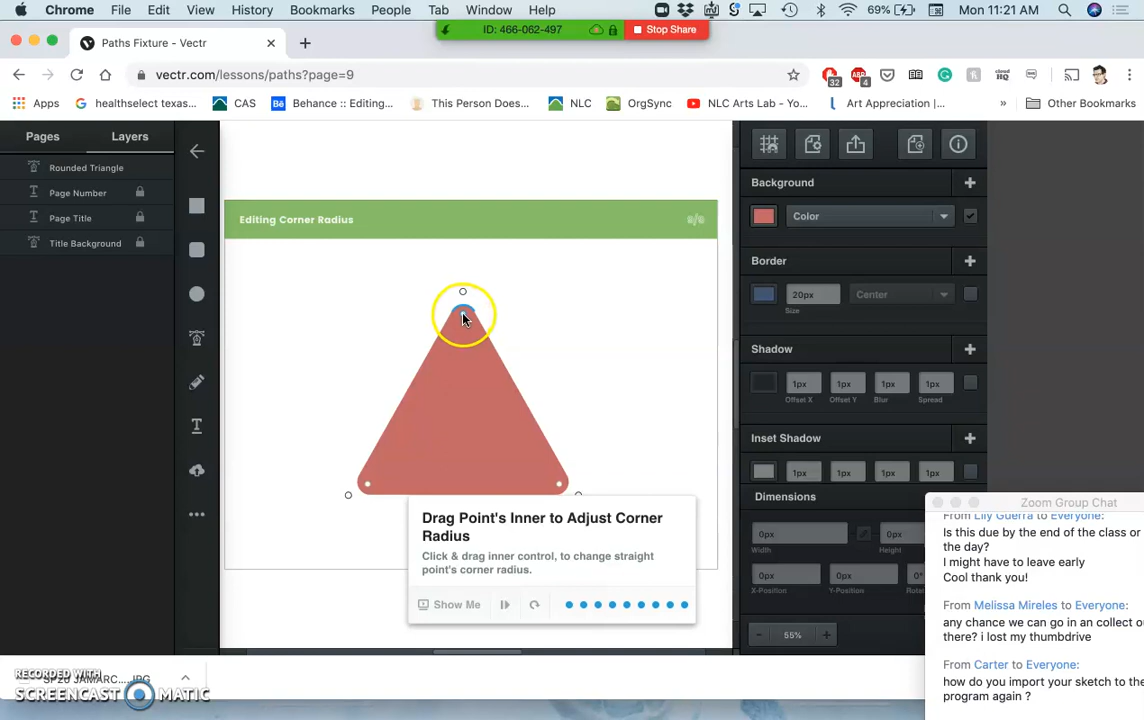 Chrome File Edit View History Bookmarks People Tab Window Help 69% Mon 11:21 AM
ID: 466-062-497 Stop Share
Paths Fixture - Vectr
vectr.com/lessons/paths?page=9 32 4
Apps healthselect texas... CAS Behance :: Editing... This Person Does... NLC OrgSync NLC Arts Lab - Yo... Art Appreciation |... » Other Bookmarks
Pages Layers
Rounded Triangle
Page Number
Page Title
Title Background
Editing Corner Radius
Drag Point's Inner to Adjust Corner
Radius
Click & drag inner control, to change straight
point's corner radius.
Show Me
Background
Color
Border
20px Center
Size
Shadow
1px 1px 1px 1px
Offset X Offset Y Blur Spread
Inset Shadow
1px 1px 1px 1px
Dimensions
0px 0px
Width Height
0px 0px 0°
X-Position Y-Position
- 55% +
Zoom Group Chat
From Lily Guerra to Everyone:
Is this due by the end of the class or
the day?
I might have to leave early
Cool thank you!
From Melissa Mireles to Everyone:
any chance we can go in an collect
there? i lost my thumbdrive
From Carter to Everyone:
how do you import your sketch to the
program again ?
RECORDED WITH
SCREENCAST MATIC